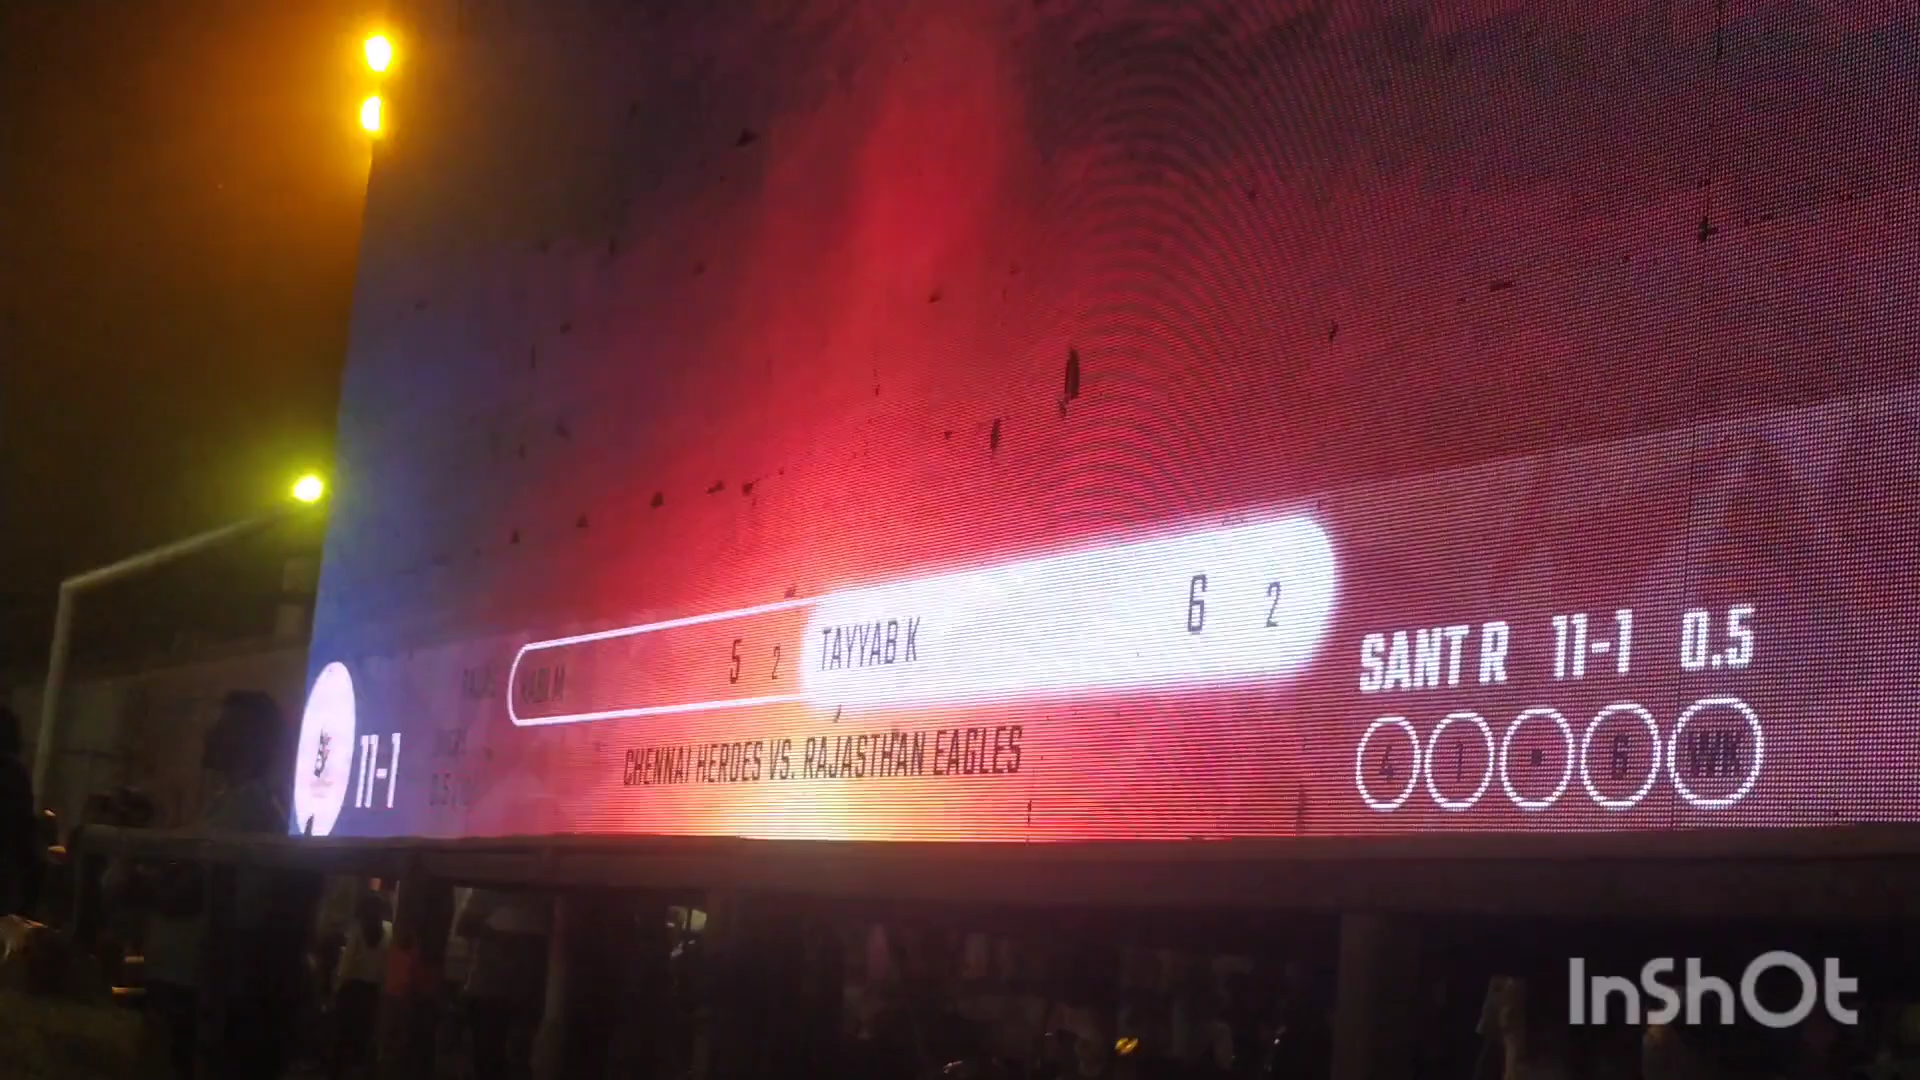 11-1
5 2
TAYYAB K 6 2
CHENNAI HEROES VS. RAJASTHAN EAGLES
SANT R 11-1 0.5
4 1 • 6 WK
InShOt